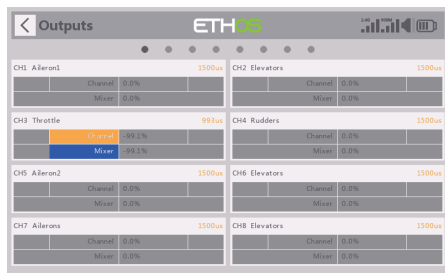 Outputs ETHOS
CH1 Aileron1 1500us
Channel 0.0%
Mixer 0.0%
CH2 Elevators 1500us
Channel 0.0%
Mixer 0.0%
CH3 Throttle 993us
Channel -99.1%
Mixer -99.1%
CH4 Rudders 1500us
Channel 0.0%
Mixer 0.0%
CH5 Aileron2 1500us
Channel 0.0%
Mixer 0.0%
CH6 Elevators 1500us
Channel 0.0%
Mixer 0.0%
CH7 Ailerons 1500us
Channel 0.0%
Mixer 0.0%
CH8 Elevators 1500us
Channel 0.0%
Mixer 0.0%